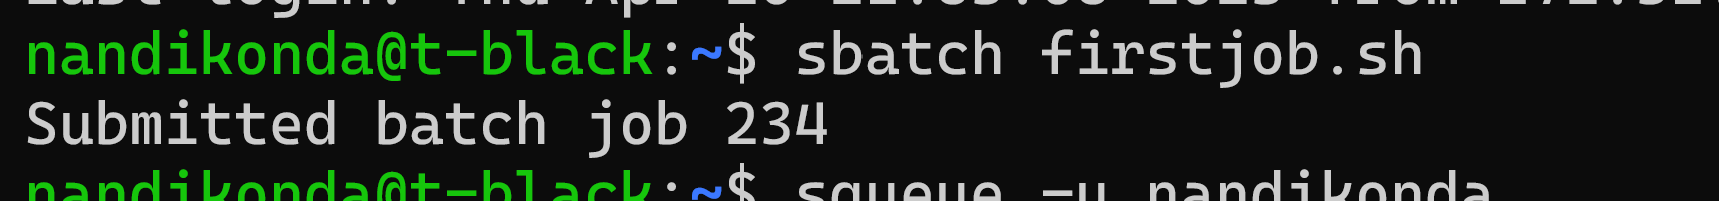 nandikonda@t-black:~$ sbatch firstjob.sh
Submitted batch job 234
nandikonda@t-black:~$ squeue -u nandikonda